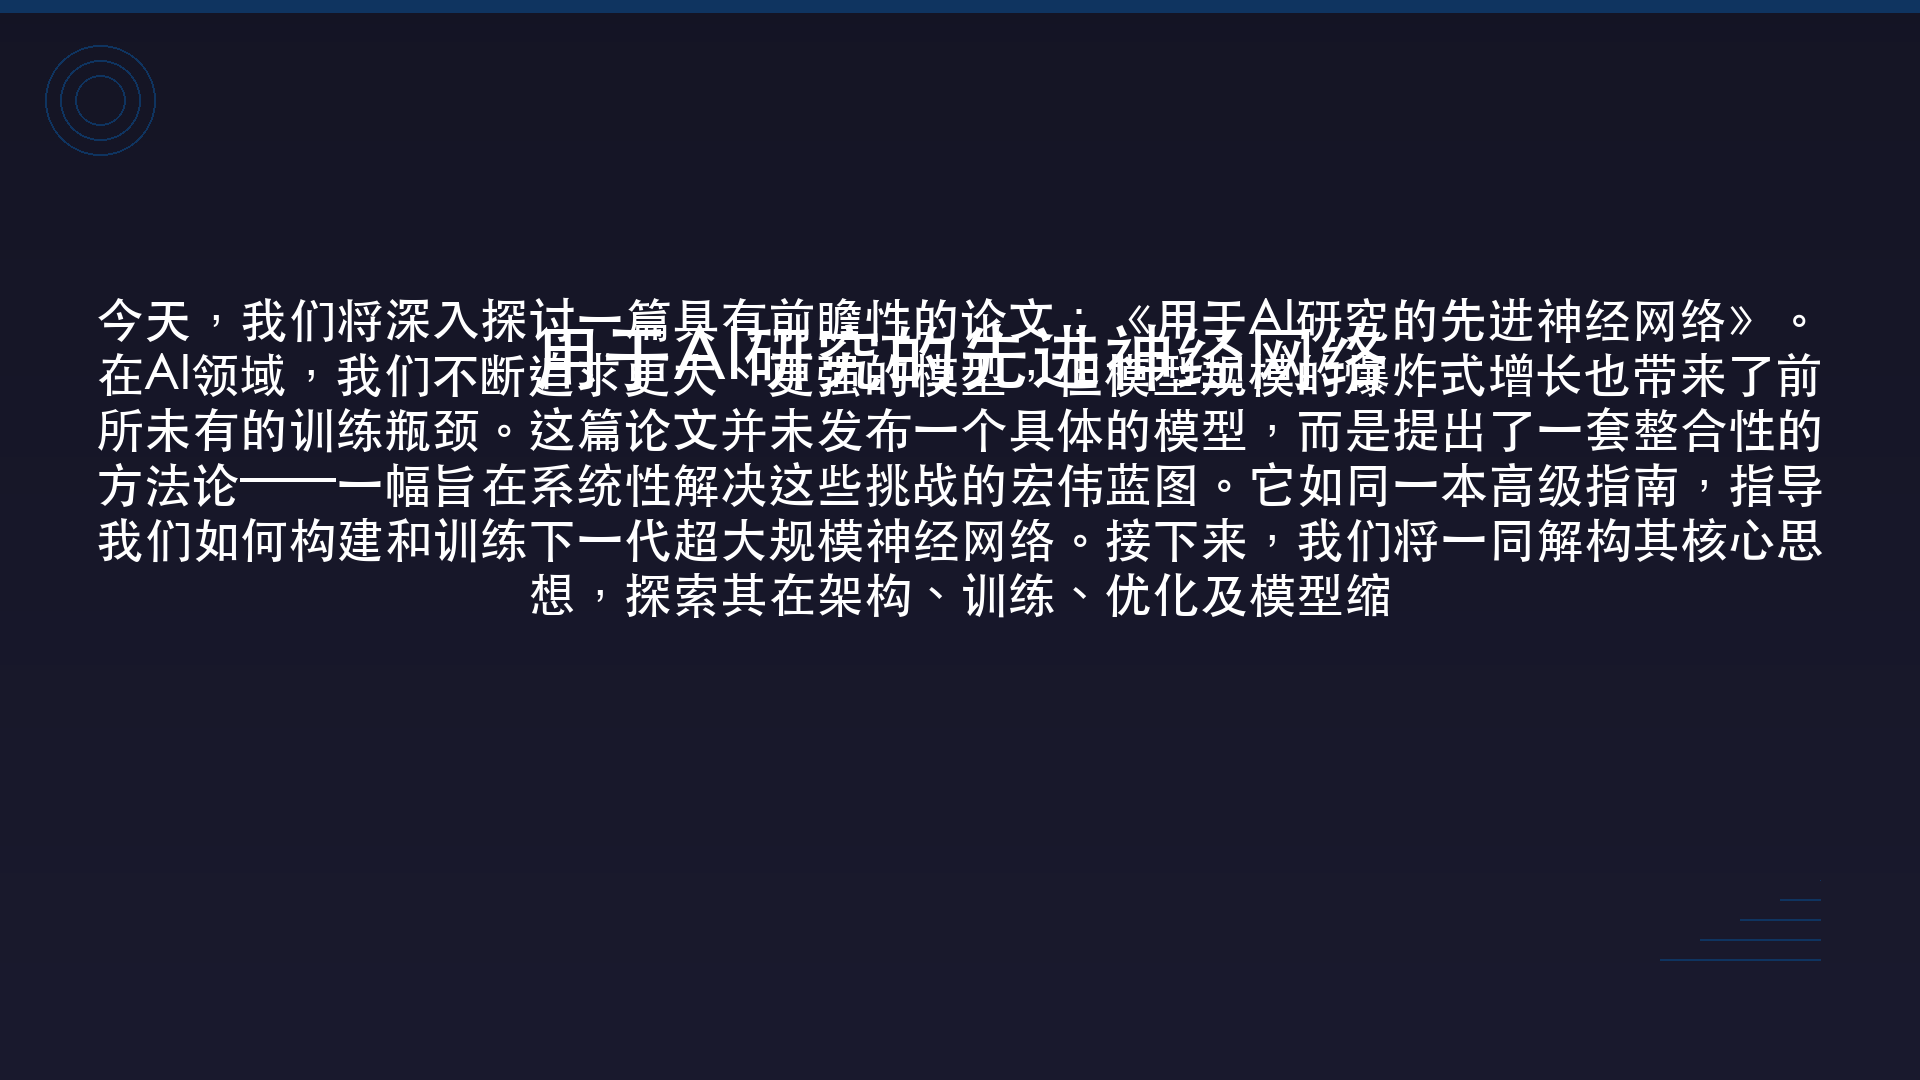 今天，我们将深入探讨一篇具有前瞻性的论文：《用于AI研究的先进神经网络》。
用于AI研究的先进神经网络
在AI领域，我们不断追求更大、更强的模型，但模型规模的爆炸式增长也带来了前
所未有的训练瓶颈。这篇论文并未发布一个具体的模型，而是提出了一套整合性的
方法论——一幅旨在系统性解决这些挑战的宏伟蓝图。它如同一本高级指南，指导
我们如何构建和训练下一代超大规模神经网络。接下来，我们将一同解构其核心思
想，探索其在架构、训练、优化及模型缩